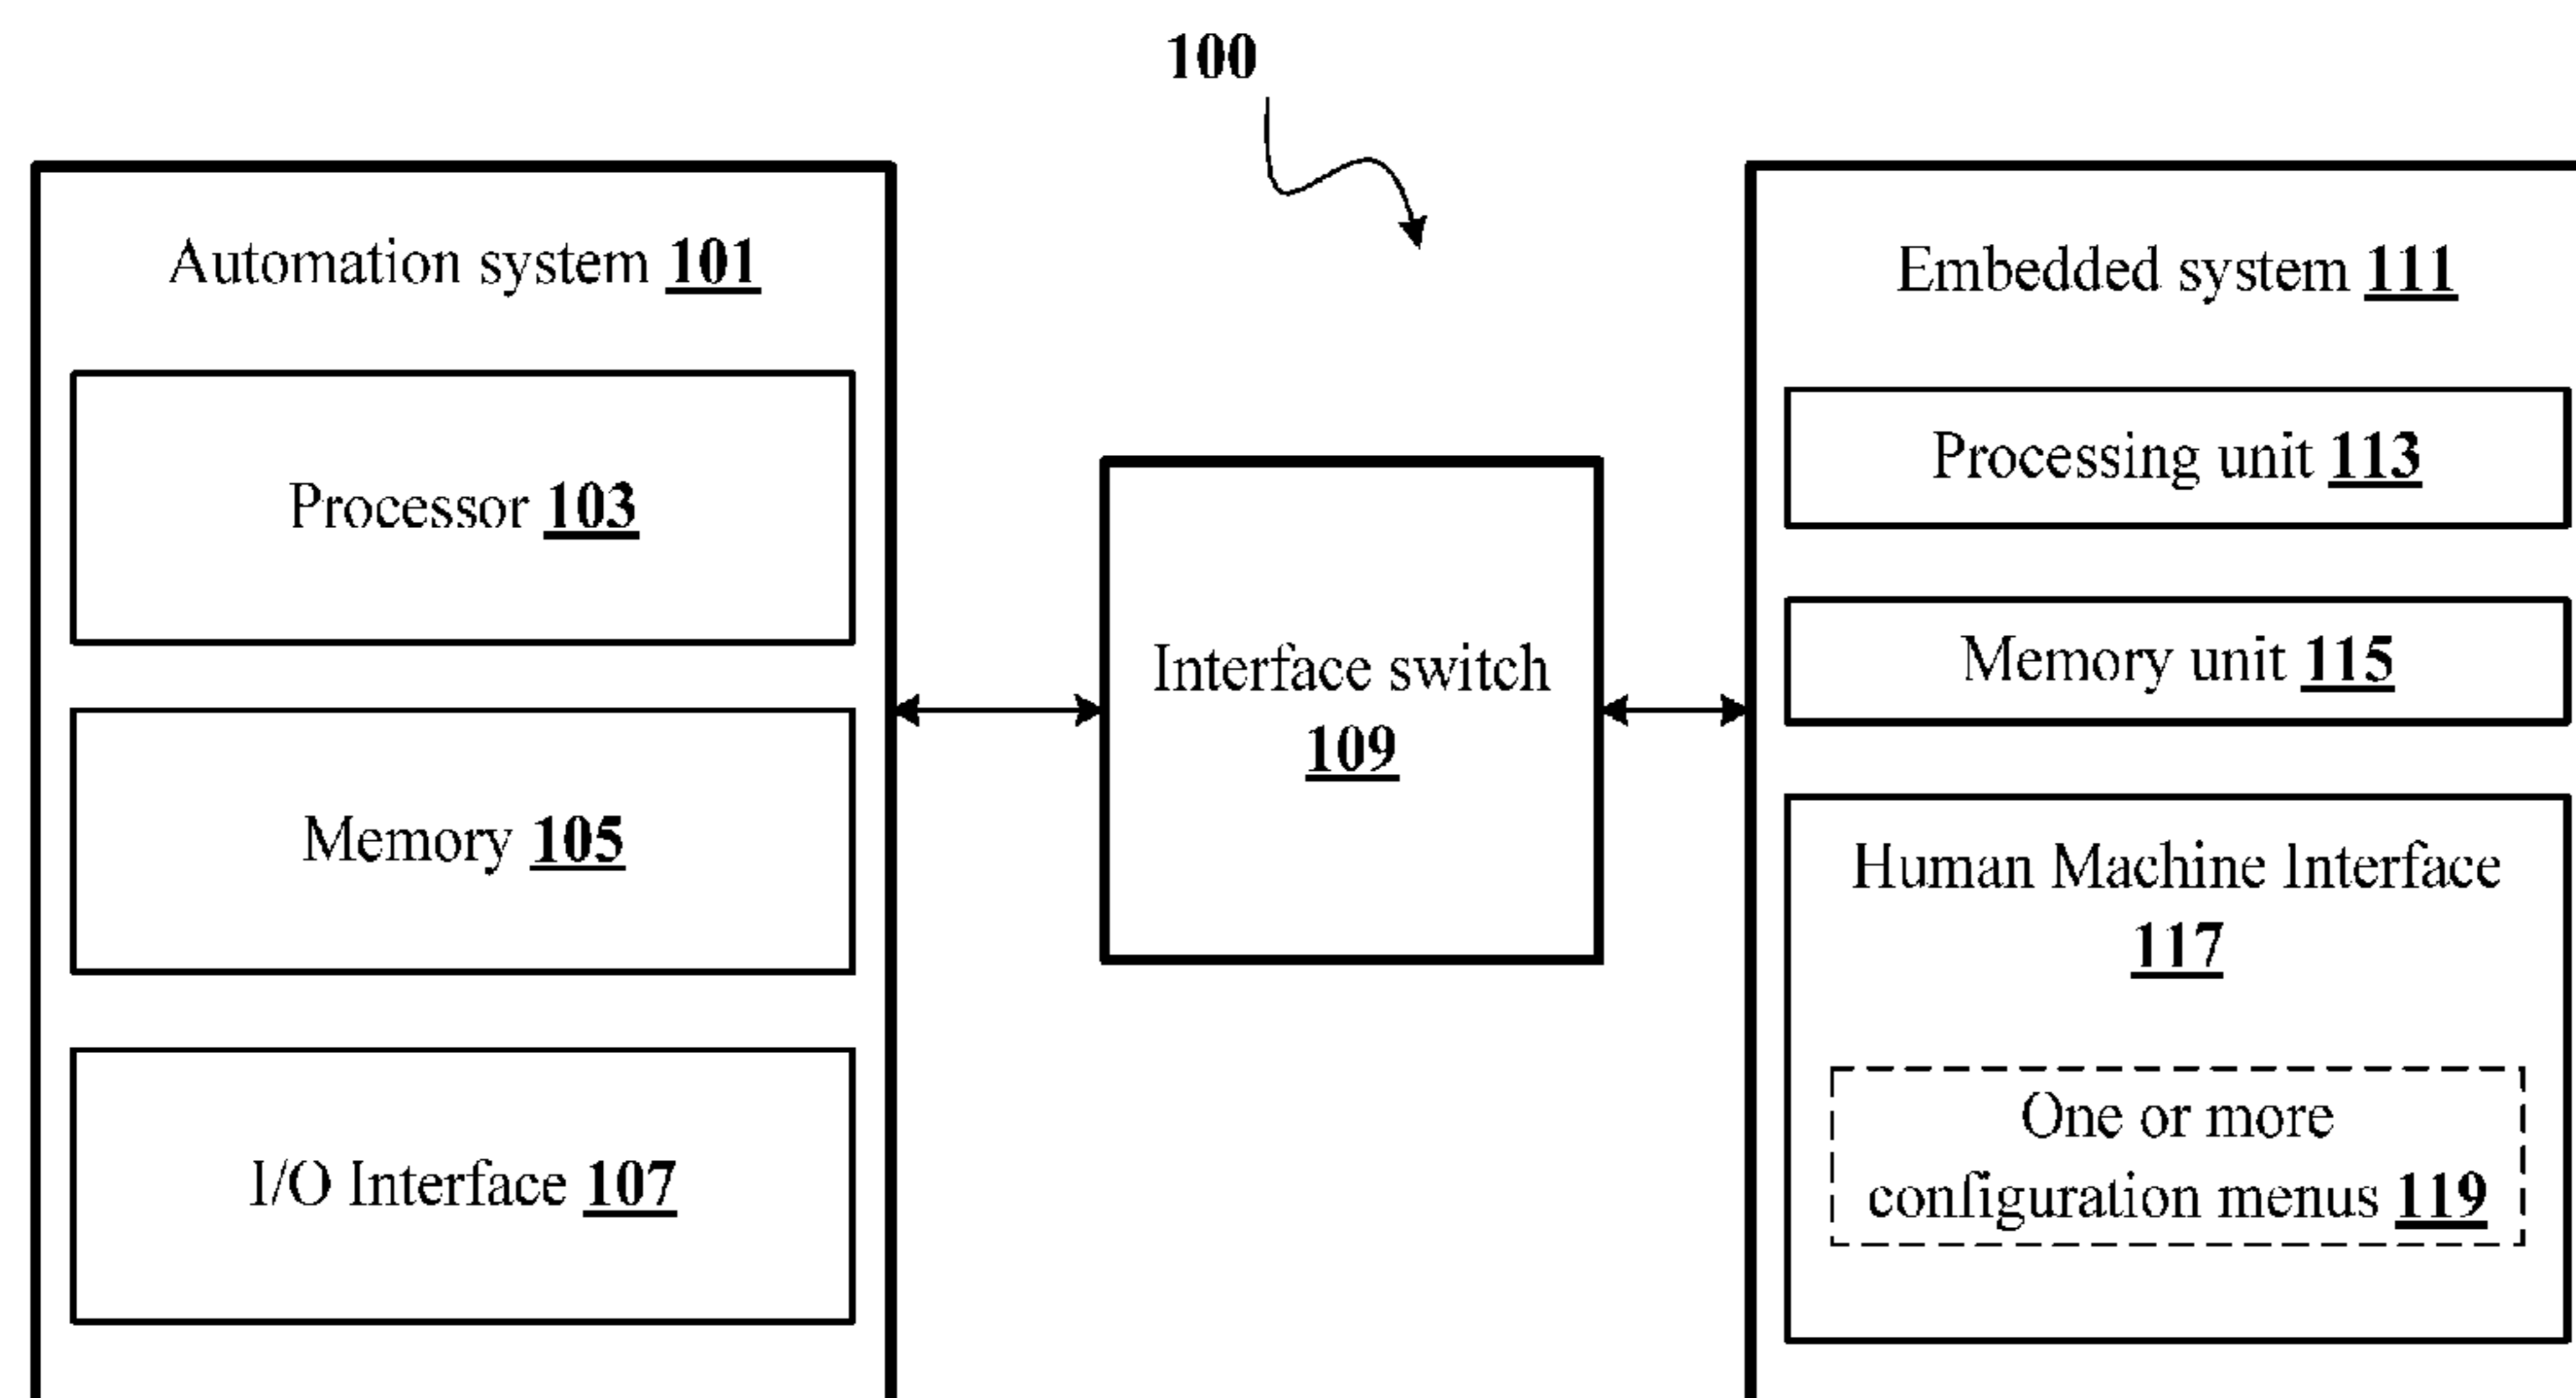 100
Automation system 101
Processor 103
Memory 105
I/O Interface 107
Interface switch
109
Embedded system 111
Processing unit 113
Memory unit 115
Human Machine Interface
117
One or more
configuration menus 119